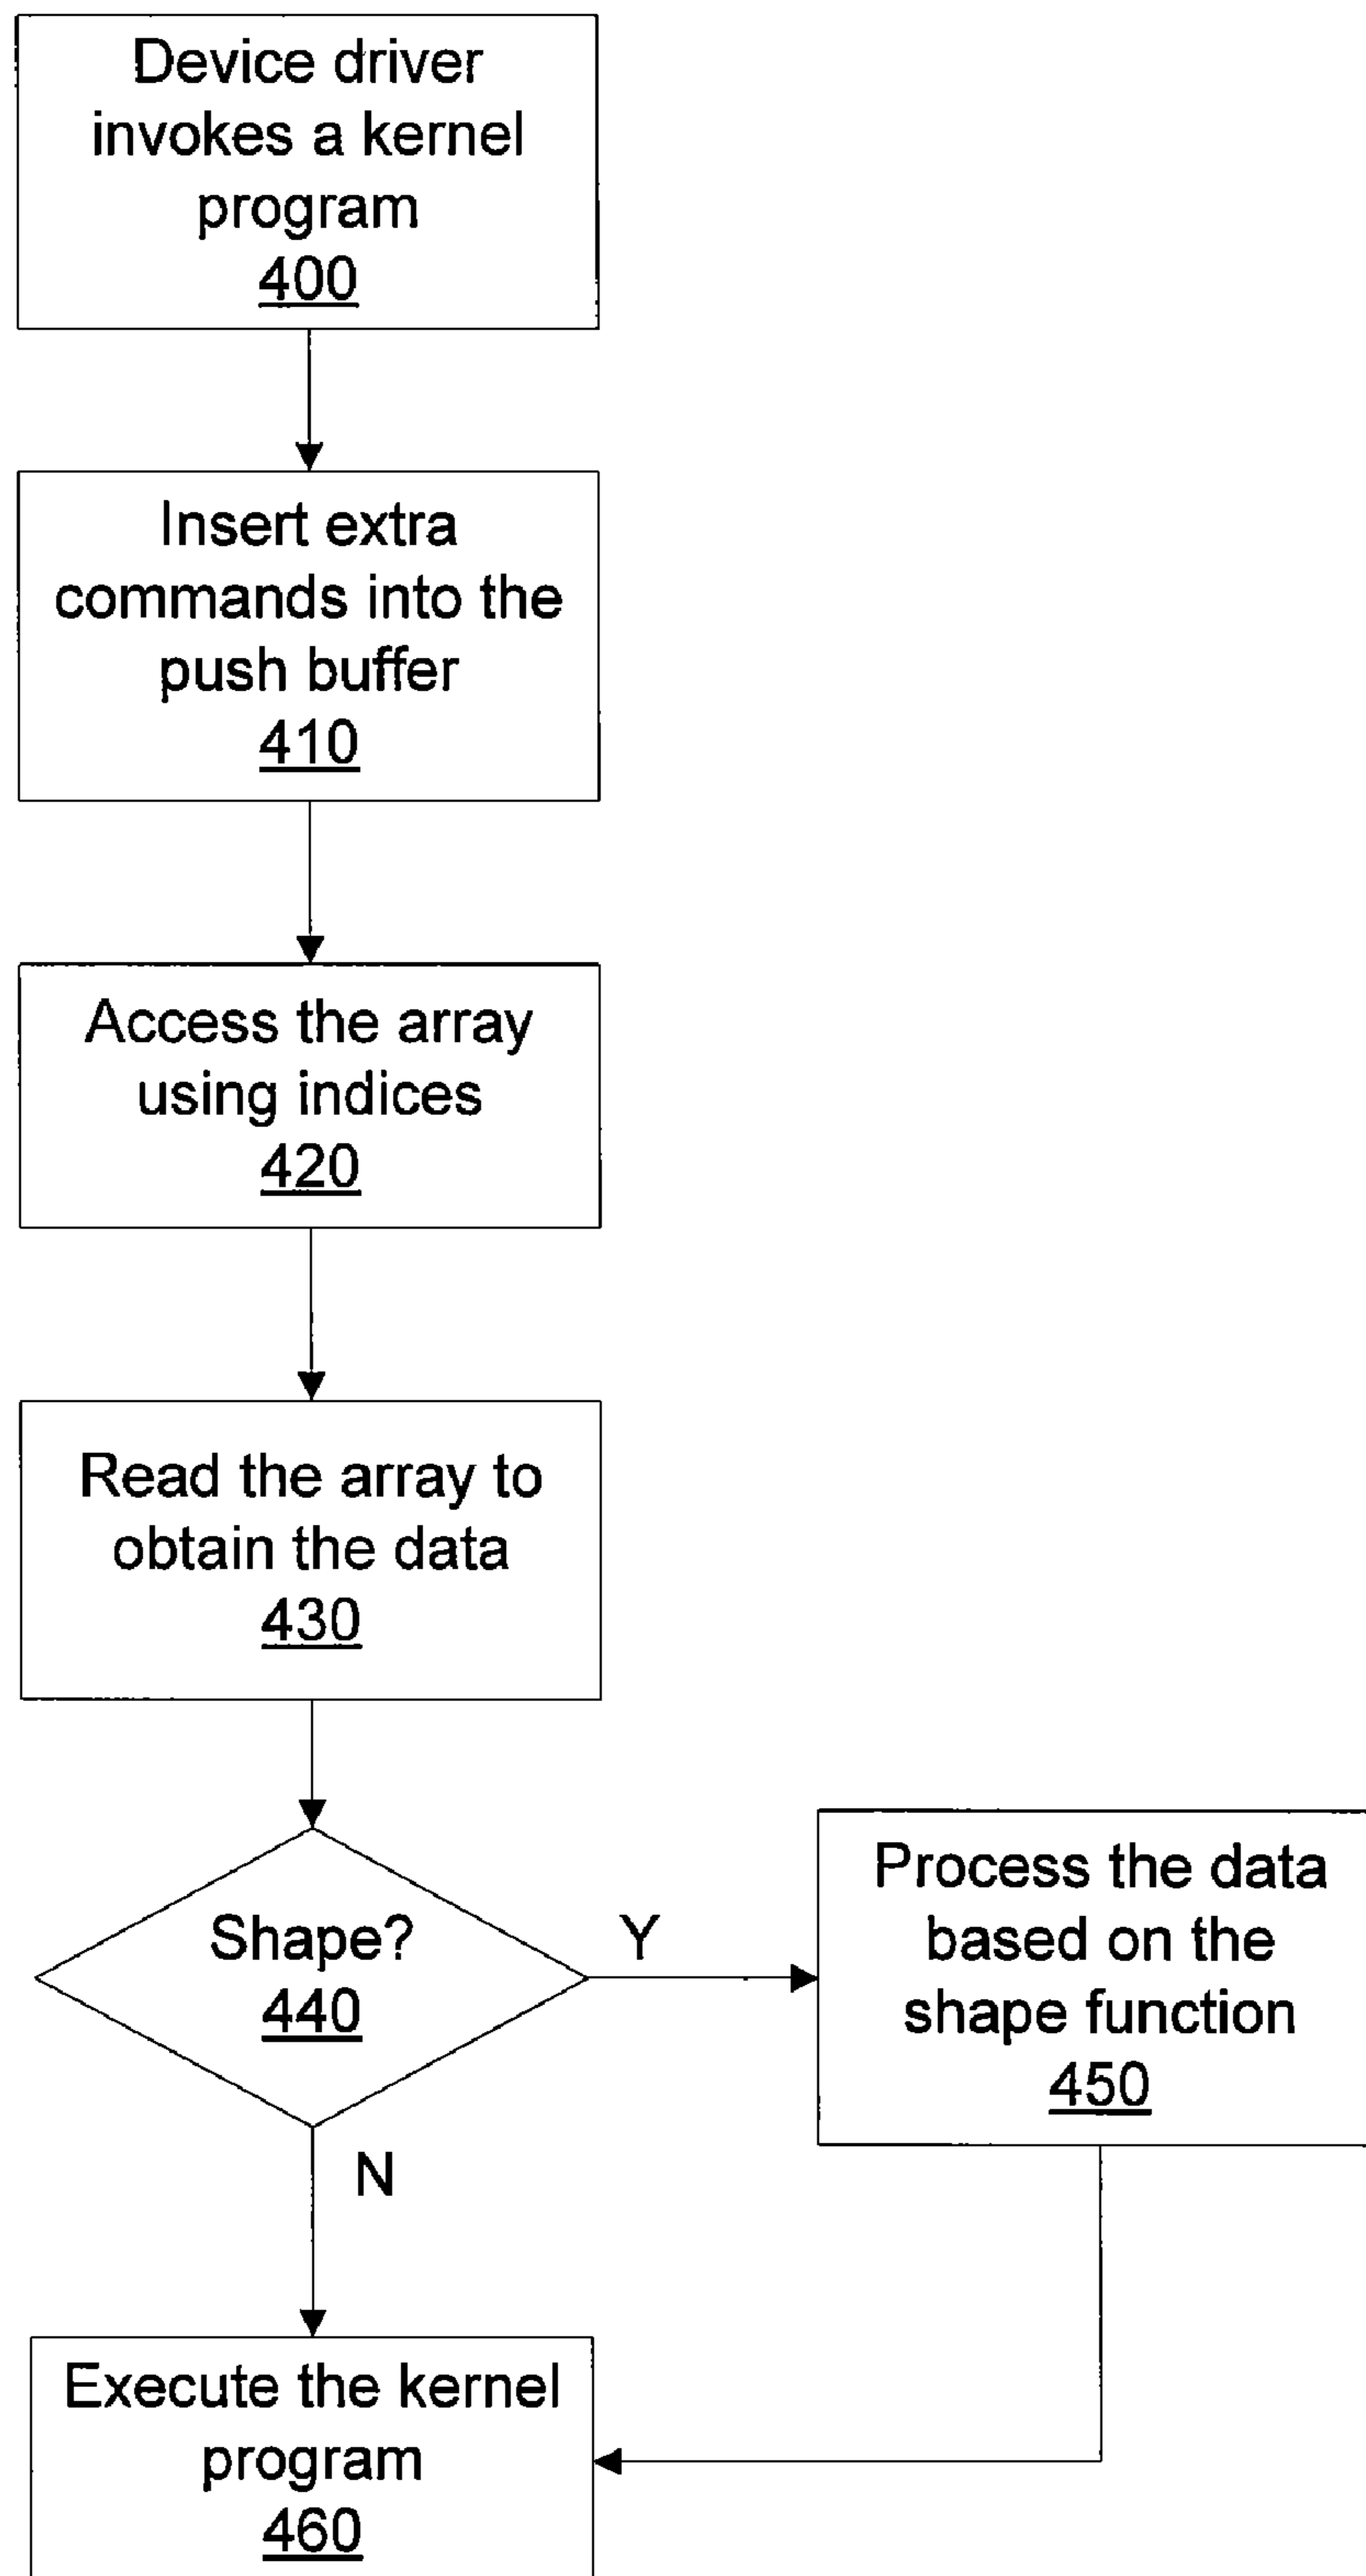 Device driver
invokes a kernel
program
400
Insert extra
commands into the
push buffer
410
Access the array
using indices
420
Read the array to
obtain the data
430
Shape?
440
Y
Process the data
based on the
shape function
450
N
Execute the kernel
program
460